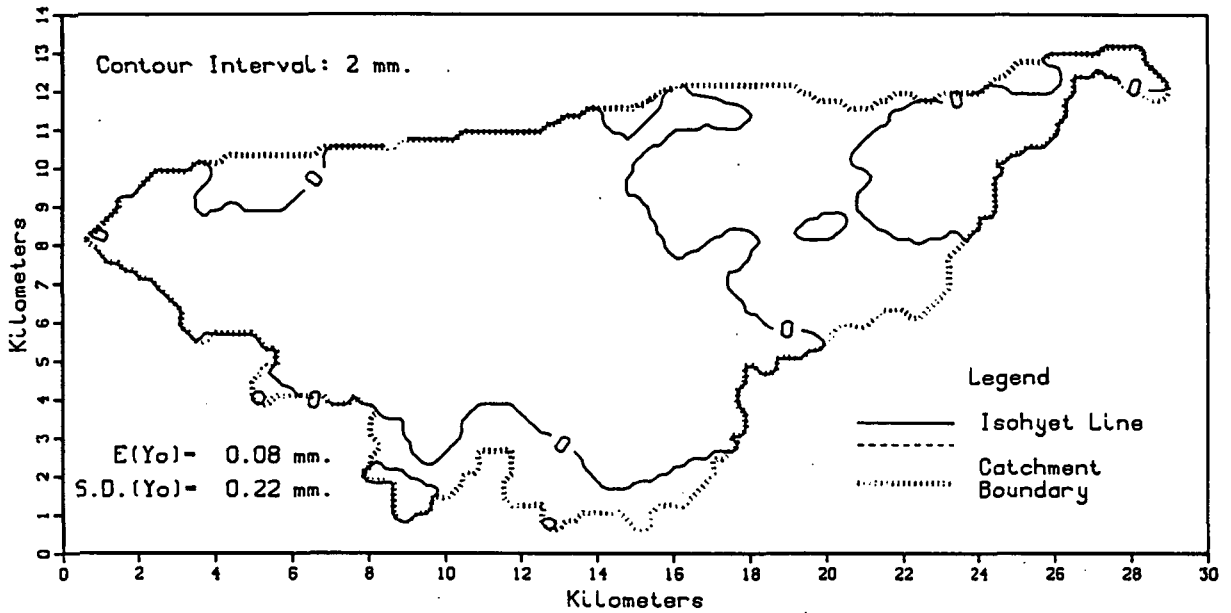 Contour Interval: 2 mm.
E(Yo)= 0.08 mm.
S.D.(Yo)= 0.22 mm.
Legend
Isohyet Line
Catchment
Boundary
Kilometers
14
13
12
11
10
9
8
7
6
5
4
3
2
1
0
0 2 4 6 8 10 12 14 16 18 20 22 24 26 28 30
Kilometers
0
0
0
0
0
0
0